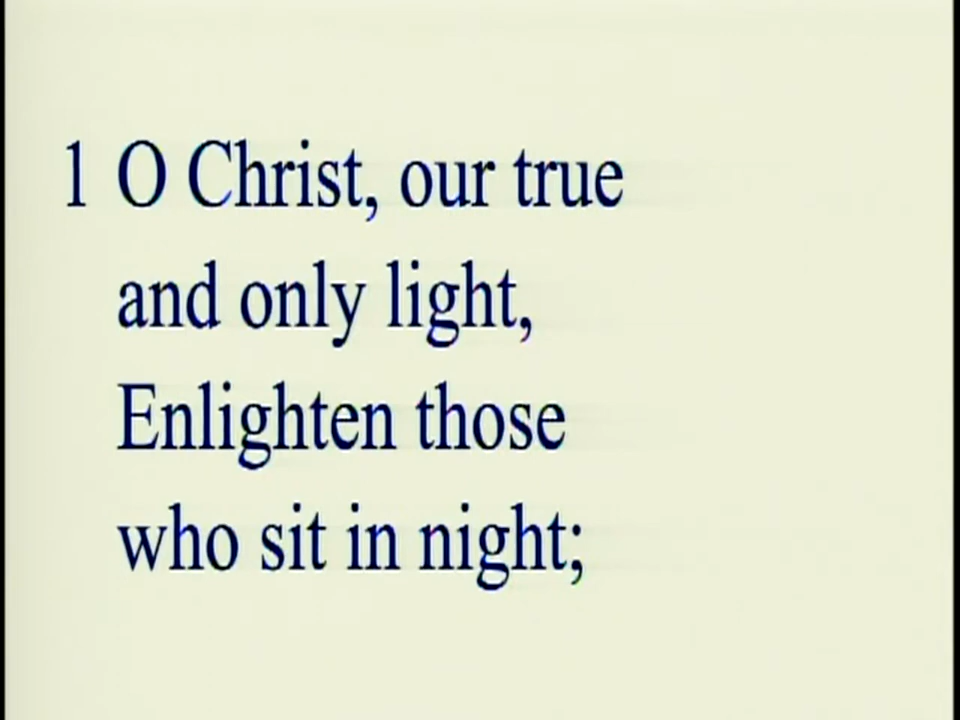 1 O Christ, our true
and only light,
Enlighten those
who sit in night;